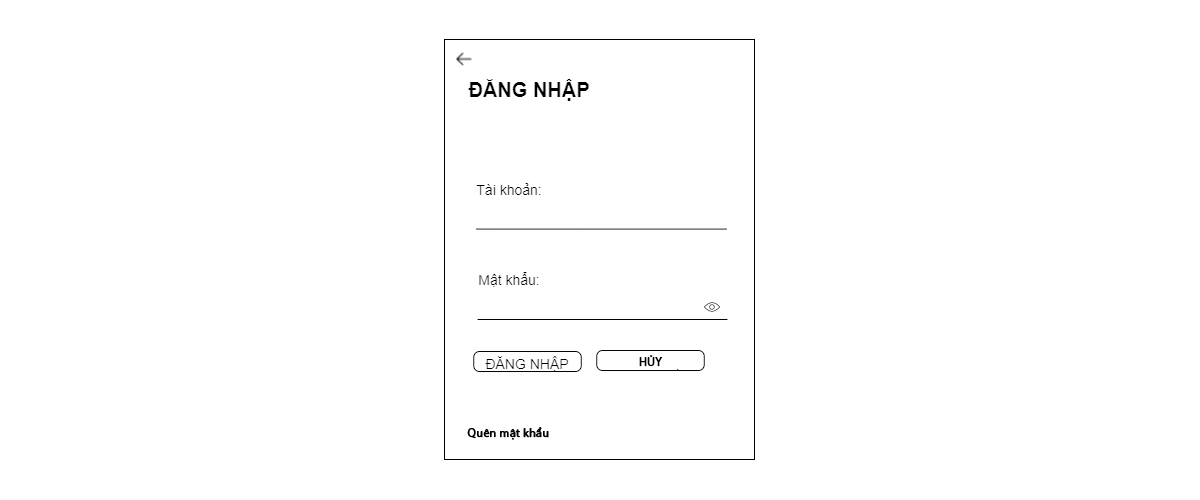 ĐĂNG NHẬP
Tài khoản:
Mật khẩu:
ĐĂNG NHẬP
HỦY
Quên mật khẩu